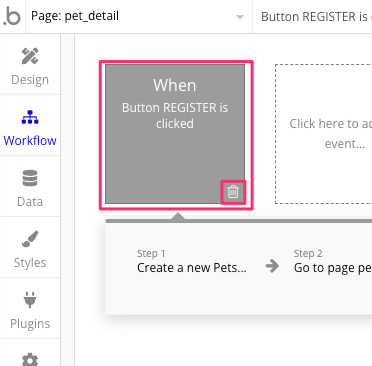 .b
Page: pet_detail
Button REGISTER is
Design
Workflow
Data
Styles
Plugins
When
Button REGISTER is
clicked
Click here to a
event...
Step 1
Create a new Pets...
Step 2
Go to page pe